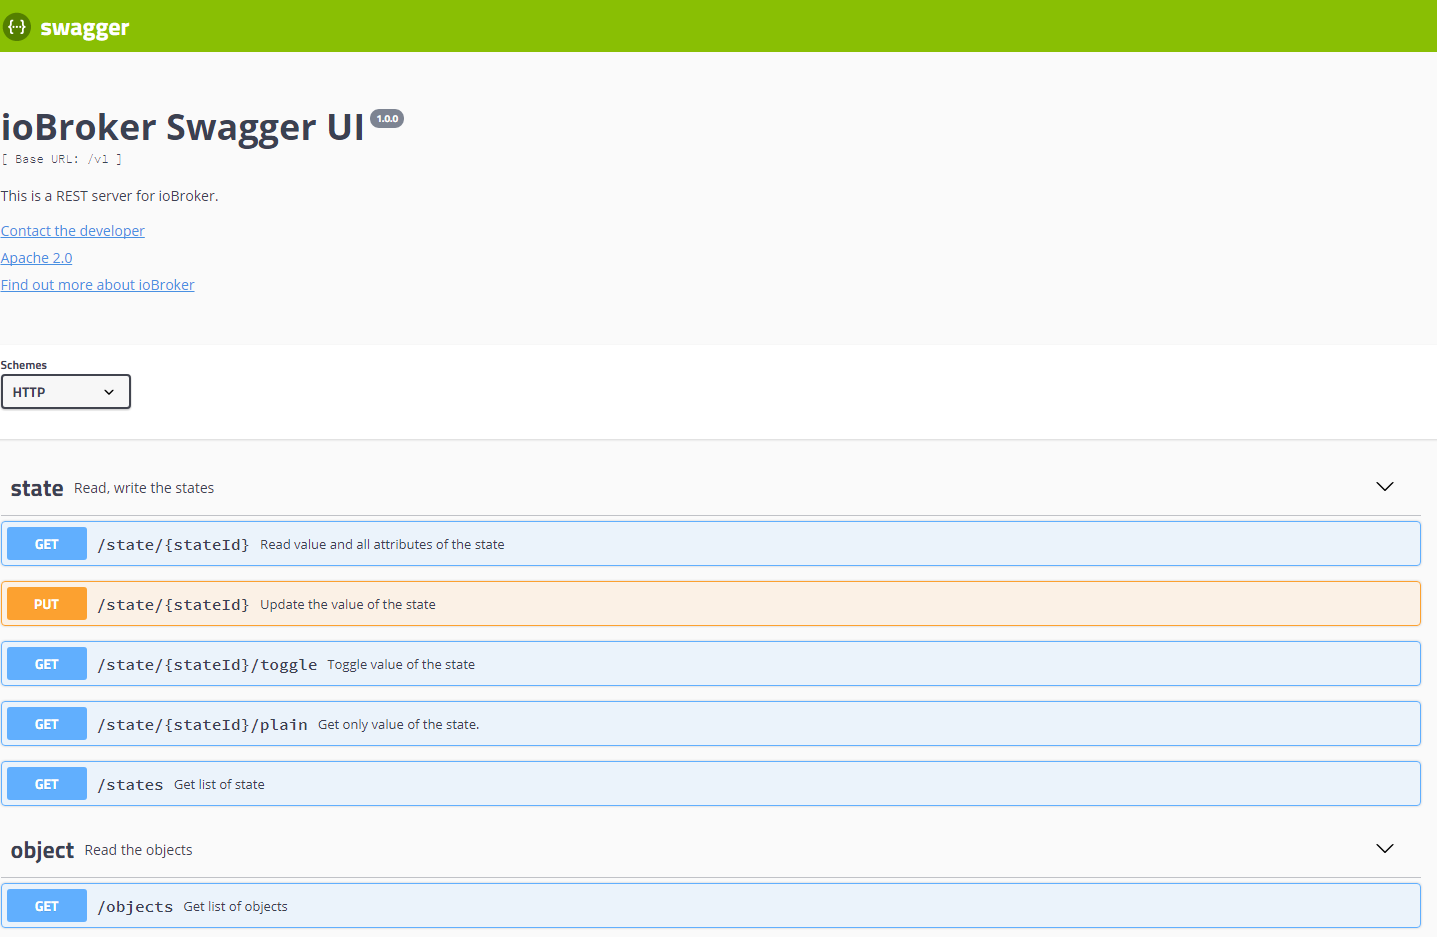 {···} swagger
ioBroker Swagger UI 1.0.0
[ Base URL: /v1 ]
This is a REST server for ioBroker.
Contact the developer
Apache 2.0
Find out more about ioBroker
Schemes
HTTP
state Read, write the states
GET /state/{stateId} Read value and all attributes of the state
PUT /state/{stateId} Update the value of the state
GET /state/{stateId}/toggle Toggle value of the state
GET /state/{stateId}/plain Get only value of the state.
GET /states Get list of state
object Read the objects
GET /objects Get list of objects